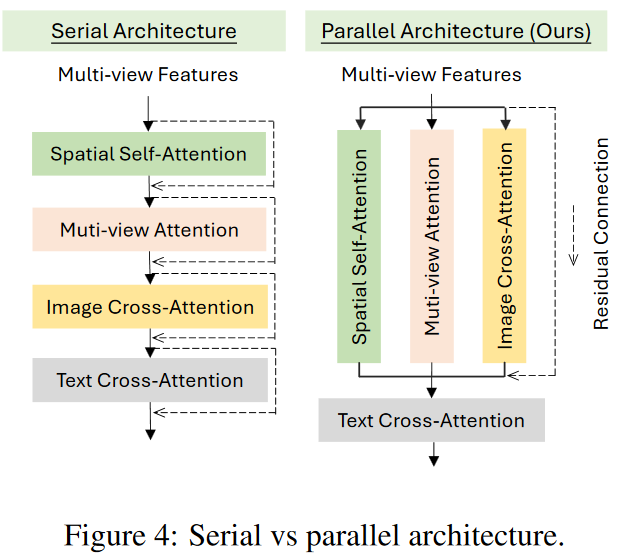 Serial Architecture
Multi-view Features
Spatial Self-Attention
Muti-view Attention
Image Cross-Attention
Text Cross-Attention
Parallel Architecture (Ours)
Multi-view Features
Spatial Self-Attention
Muti-view Attention
Image Cross-Attention
Text Cross-Attention
Residual Connection
Figure 4: Serial vs parallel architecture.